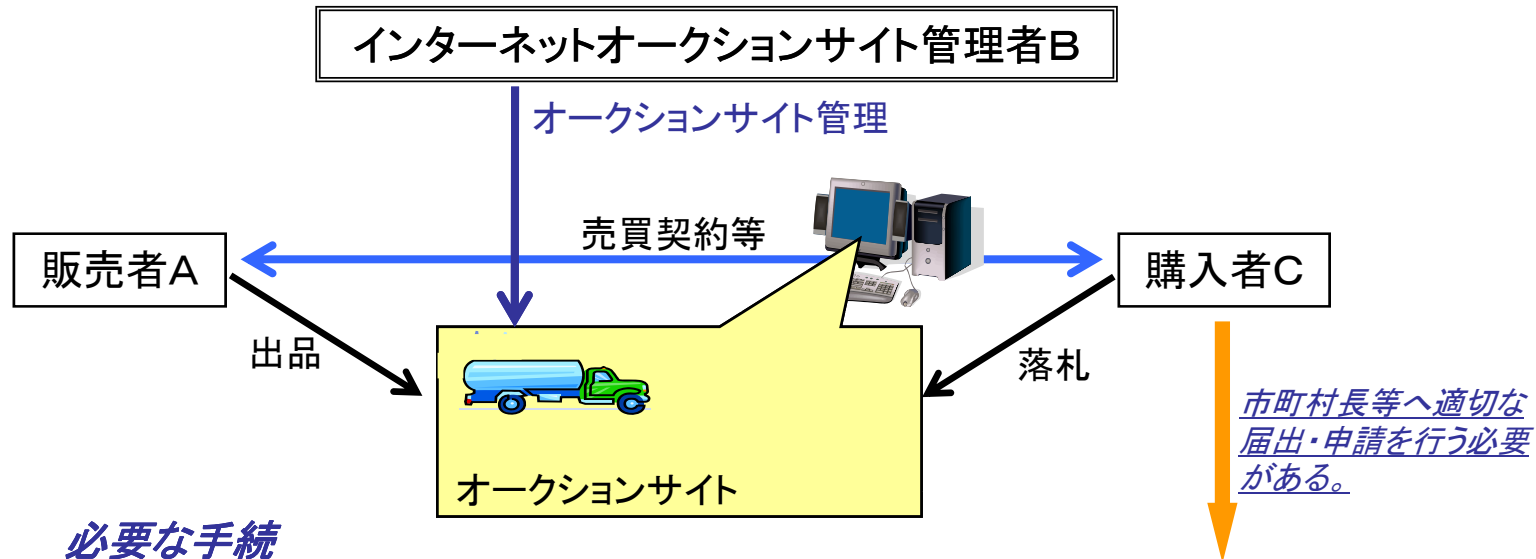 インターネットオークションサイト管理者B
オークションサイト管理
売買契約等
販売者A
購入者C
出品
落札
オークションサイト
市町村長等へ適切な
届出・申請を行う必要
がある。
必要な手続